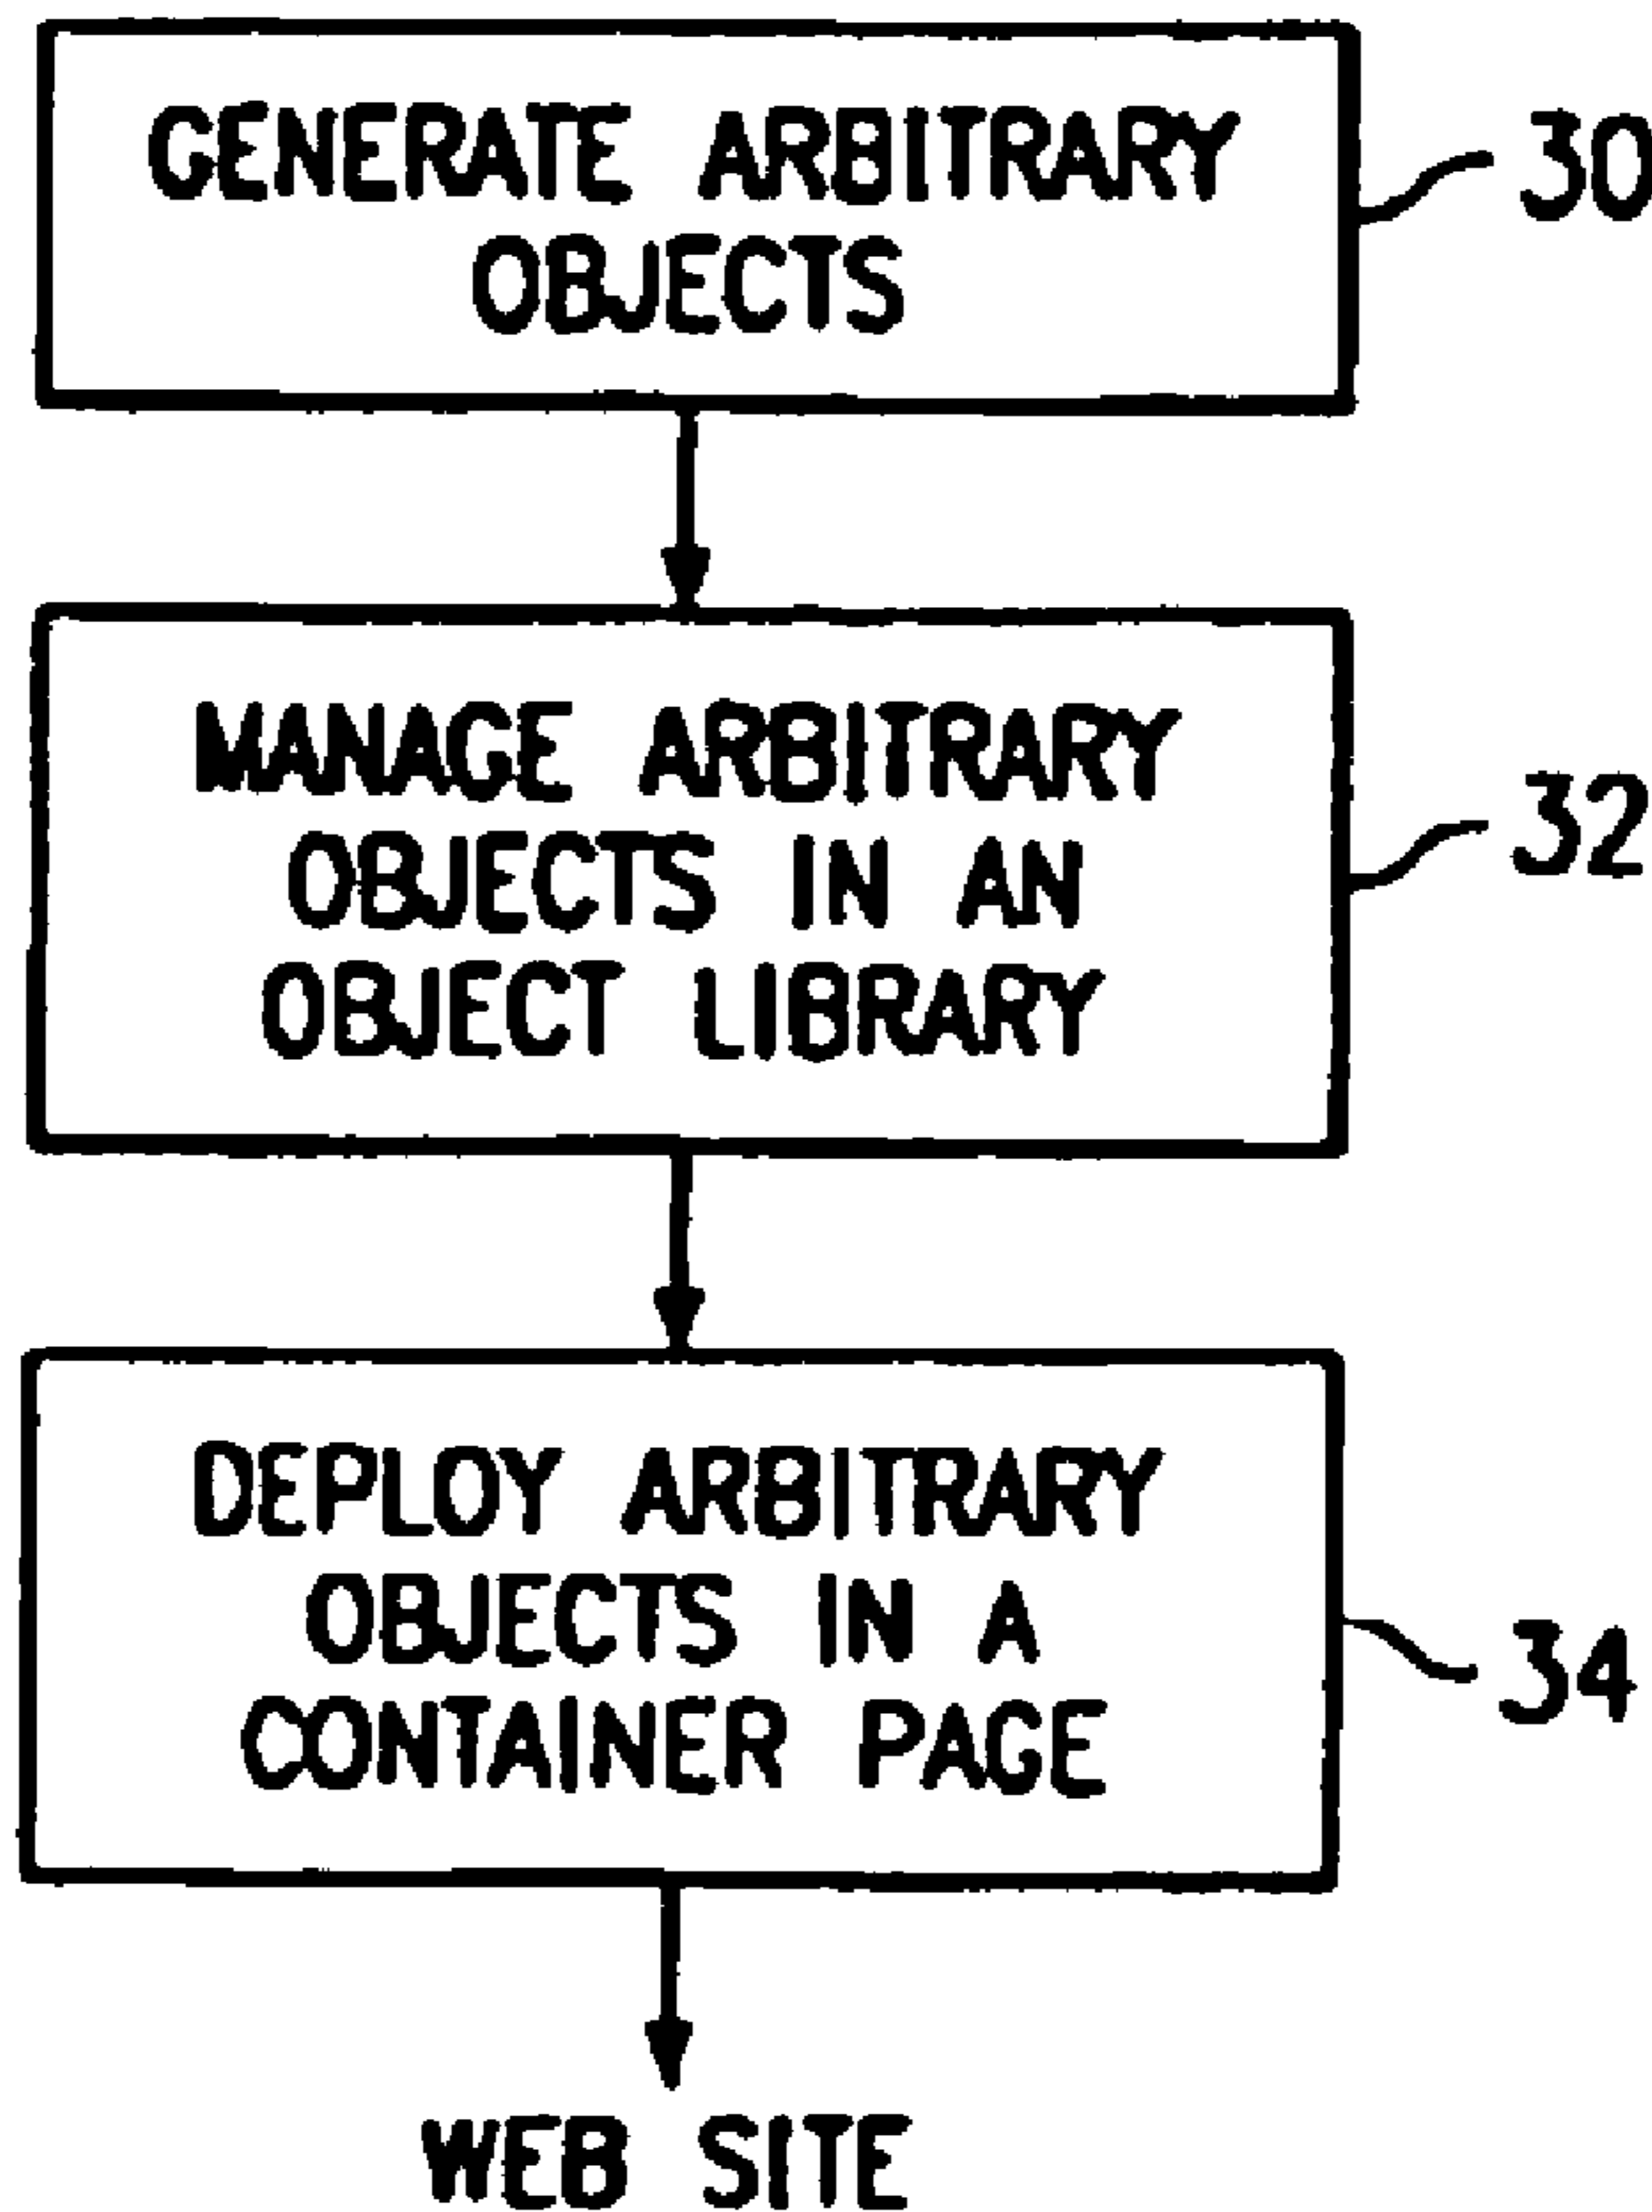 GENERATE ARBITRARY
OBJECTS
30
MANAGE ARBITRARY
OBJECTS IN AN
OBJECT LIBRARY
32
DEPLOY ARBITRARY
OBJECTS IN A
CONTAINER PAGE
34
WEB SITE